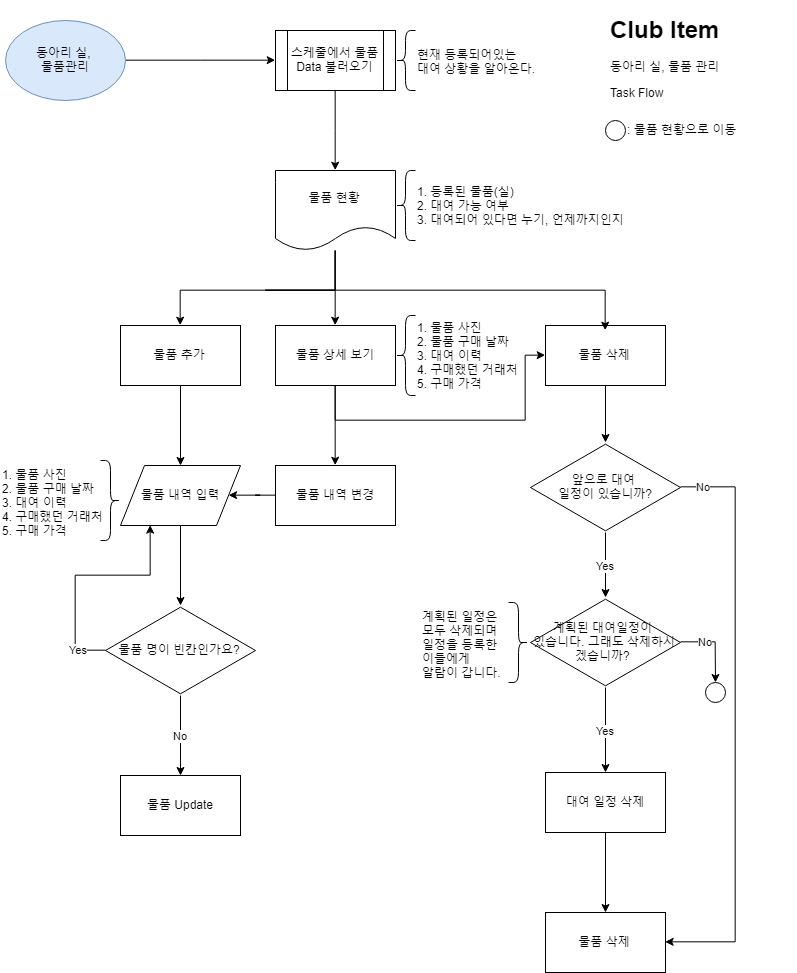 Club Item
동아리 실, 물품 관리
Task Flow
: 물품 현황으로 이동
동아리 실,
물품관리
스케줄에서 물품
Data 불러오기
현재 등록되어있는
대여 상황을 알아온다.
물품 현황
1. 등록된 물품(실)
2. 대여 가능 여부
3. 대여되어 있다면 누기, 언제까지인지
물품 추가
물품 상세 보기
1. 물품 사진
2. 물품 구매 날짜
3. 대여 이력
4. 구매했던 거래처
5. 구매 가격
물품 삭제
1. 물품 사진
2. 물품 구매 날짜
3. 대여 이력
4. 구매했던 거래처
5. 구매 가격
물품 내역 입력
물품 내역 변경
앞으로 대여
일정이 있습니까?
No
Yes
물품 명이 빈칸인가요?
Yes
No
물품 Update
계획된 일정은
모두 삭제되며
일정을 등록한
이들에게
알람이 갑니다.
계획된 대여일정이
있습니다. 그래도 삭제하시
겠습니까?
No
Yes
대여 일정 삭제
물품 삭제